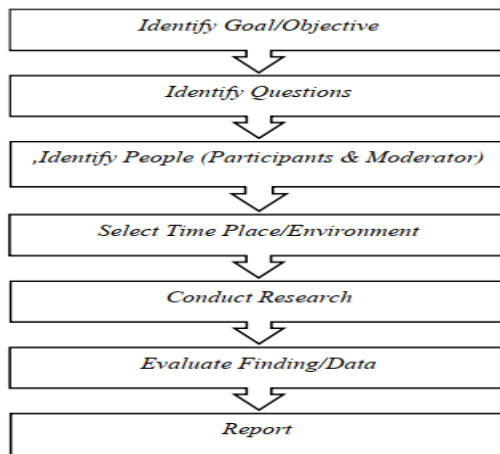 Identify Goal/Objective
Identify Questions
,Identify People (Participants & Moderator)
Select Time Place/Environment
Conduct Research
Evaluate Finding/Data
Report